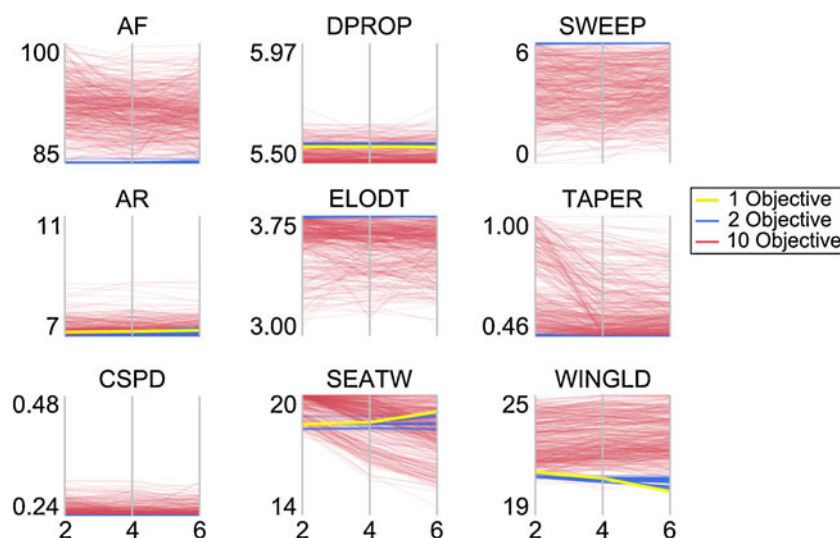 AF DPROP SWEEP
100 5.97 6
85 5.50 0
AR ELODT TAPER
11 3.75 1.00
7 3.00 0.46
1 Objective
2 Objective
10 Objective
CSPD SEATW WINGLD
0.48 20 25
0.24 14 19
2 4 6 2 4 6 2 4 6